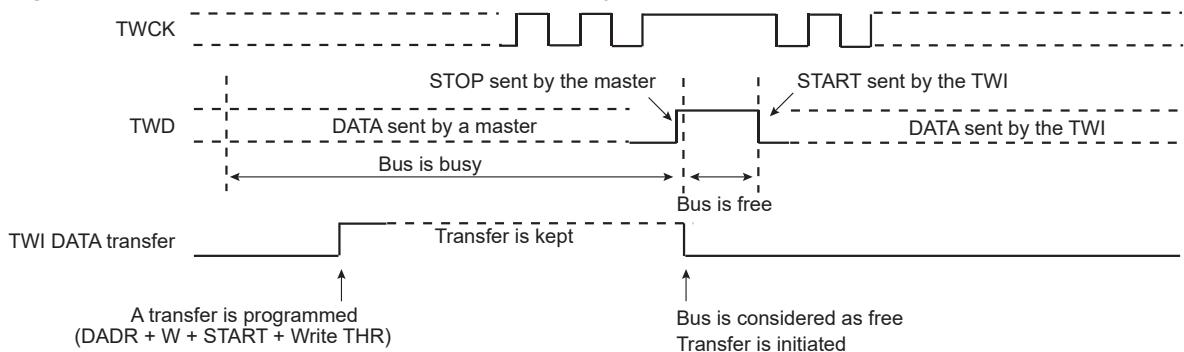 TWCK
STOP sent by the master
START sent by the TWI
TWD
DATA sent by a master
DATA sent by the TWI
Bus is busy
Bus is free
TWI DATA transfer
Transfer is kept
A transfer is programmed
(DADR + W + START + Write THR)
Bus is considered as free
Transfer is initiated